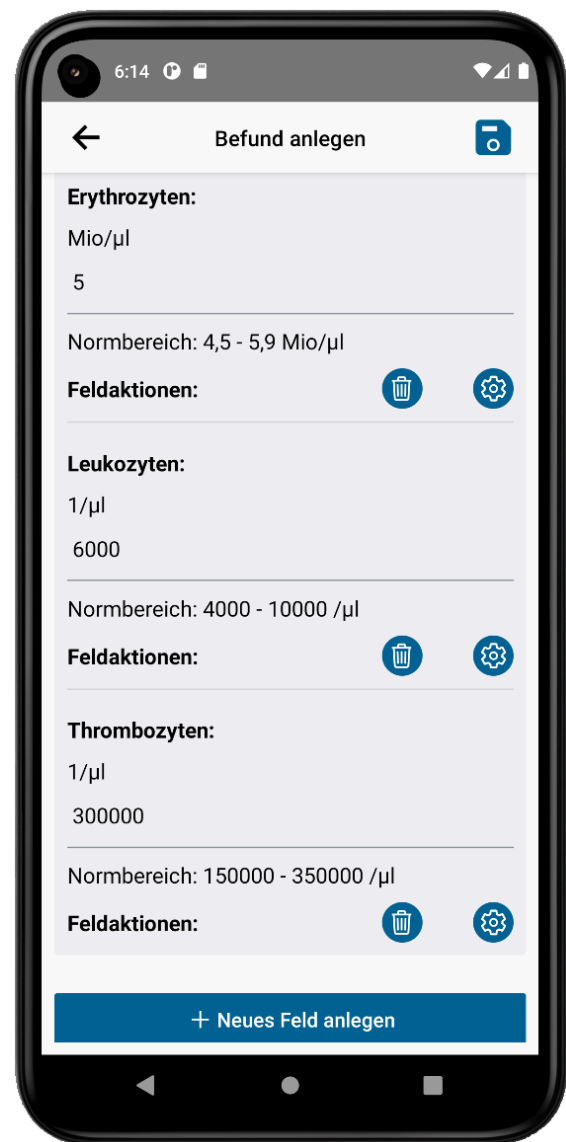 6:14
Befund anlegen
Erythrozyten:
Mio/µl
5
Normbereich: 4,5 - 5,9 Mio/µl
Feldaktionen:
Leukozyten:
1/µl
6000
Normbereich: 4000 - 10000 /µl
Feldaktionen:
Thrombozyten:
1/µl
300000
Normbereich: 150000 - 350000 /µl
Feldaktionen:
+ Neues Feld anlegen